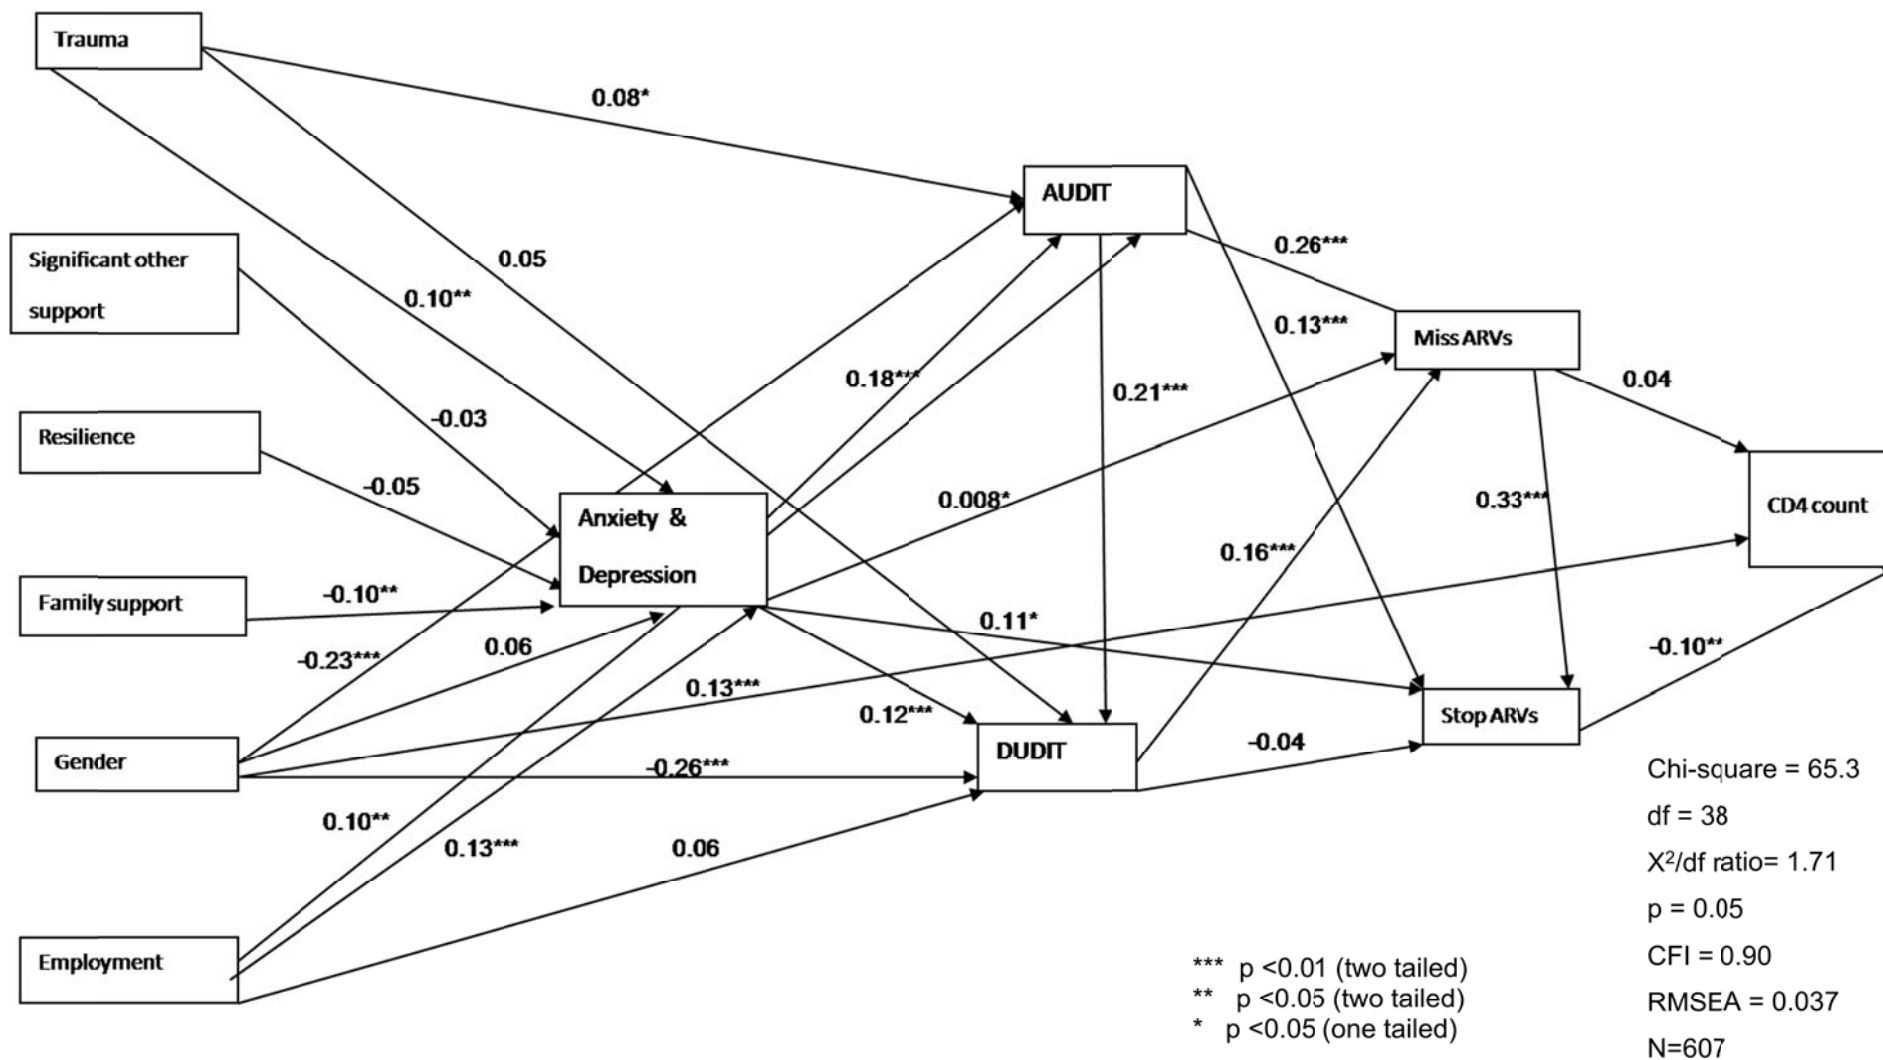 Trauma
0.08*
AUDIT
Significant other
support
0.05
0.10**
0.26***
Miss ARVs
0.13***
0.18***
0.21***
0.04
Resilience
-0.03
-0.05
0.008*
0.33***
CD4 count
Anxiety &
Depression
0.16***
Family support
-0.10**
0.11*
-0.10**
-0.23***
0.06
0.13***
0.12***
Stop ARVs
Gender
-0.26***
DUDIT
-0.04
0.10**
0.13***
0.06
Employment
Chi-square = 65.3
df = 38
X²/df ratio= 1.71
p = 0.05
CFI = 0.90
RMSEA = 0.037
N=607
*** p <0.01 (two tailed)
** p <0.05 (two tailed)
* p <0.05 (one tailed)